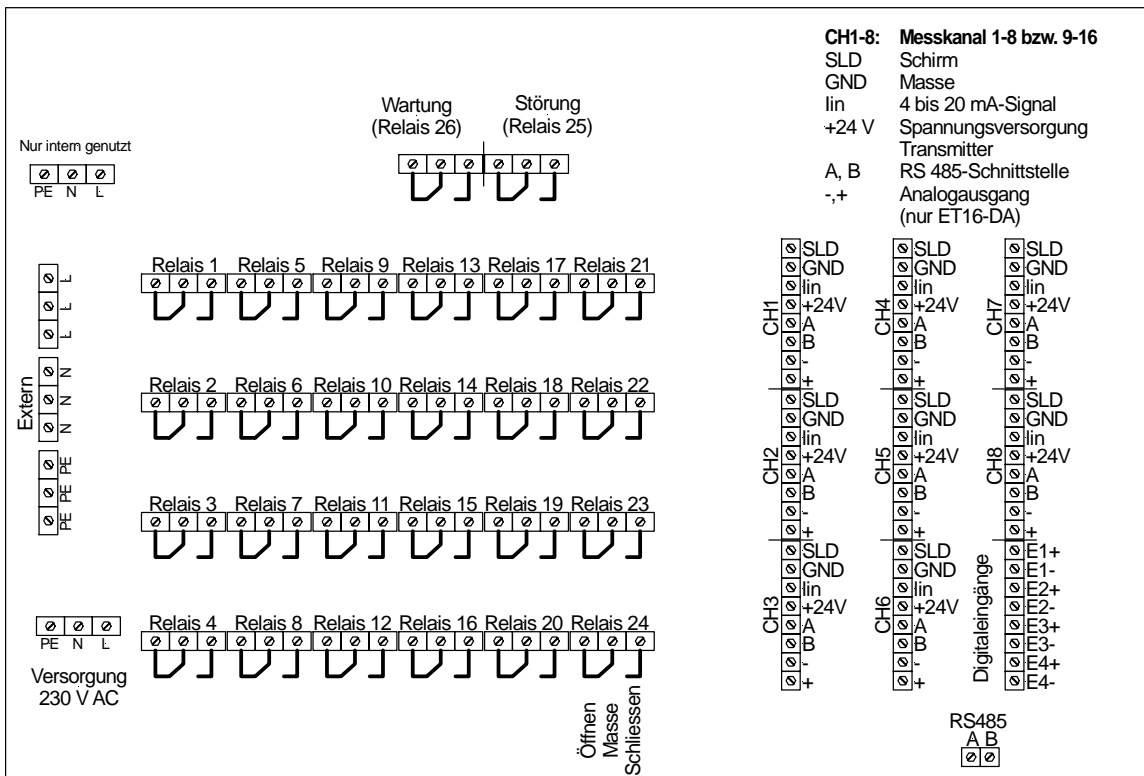 CH1-8: Messkanal 1-8 bzw. 9-16
SLD Schirm
GND Masse
Iin 4 bis 20 mA-Signal
+24 V Spannungsversorgung
Transmitter
A, B RS 485-Schnittstelle
-,+ Analogausgang
(nur ET16-DA)
Wartung
(Relais 26)
Störung
(Relais 25)
Nur intern genutzt
PE N L
Extern
L
L
L
N
N
N
PE
PE
PE
Relais 1 Relais 5 Relais 9 Relais 13 Relais 17 Relais 21
Relais 2 Relais 6 Relais 10 Relais 14 Relais 18 Relais 22
Relais 3 Relais 7 Relais 11 Relais 15 Relais 19 Relais 23
Relais 4 Relais 8 Relais 12 Relais 16 Relais 20 Relais 24
PE N L
Versorgung
230 V AC
Öffnen
Masse
Schliessen
CH1
SLD
GND
Iin
+24V
A
B
-
+
CH2
SLD
GND
Iin
+24V
A
B
-
+
CH3
SLD
GND
Iin
+24V
A
B
-
+
CH4
SLD
GND
Iin
+24V
A
B
-
+
CH5
SLD
GND
Iin
+24V
A
B
-
+
CH6
SLD
GND
Iin
+24V
A
B
-
+
CH7
SLD
GND
Iin
+24V
A
B
-
+
CH8
SLD
GND
Iin
+24V
A
B
-
+
Digitaleingänge
E1+
E1-
E2+
E2-
E3+
E3-
E4+
E4-
RS485
A B